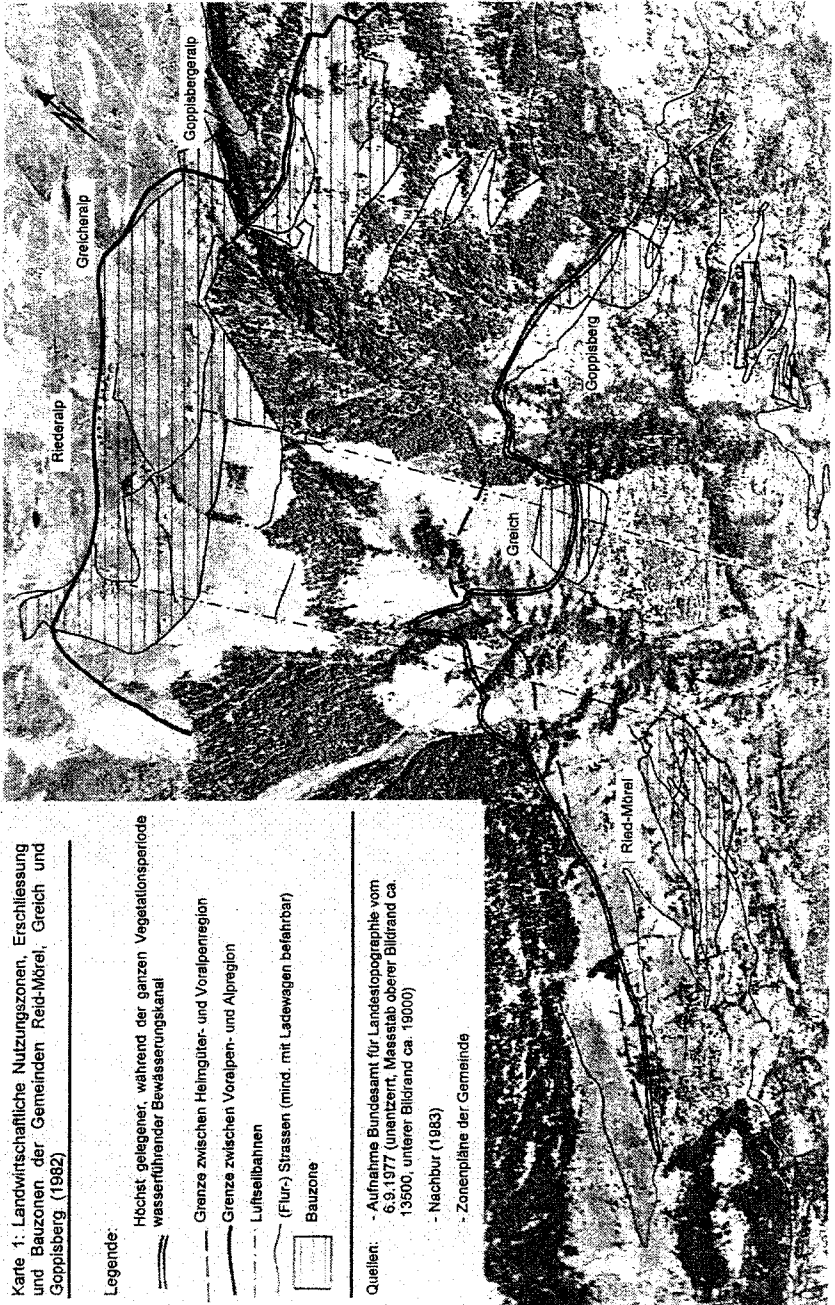 Karte 1: Landwirtschaftliche Nutzungszonen, Erschliessung
und Bauzonen der Gemeinden Reid-Mörel, Greich und
Goppisberg (1982)
Legende:
Höchst gelegener, während der ganzen Vegetationsperiode
wasserführender Bewässerungskanal
Grenze zwischen Heimgüter- und Voralpenregion
Grenze zwischen Voralpen- und Alpregion
Luftseilbahnen
(Flur-) Strassen (mind. mit Ladewagen befahrbar)
Bauzone
Quellen: - Aufnahme Bundesamt für Landestopographie vom
6.9.1977 (unentzerrt, Massstab oberer Bildrand ca.
13500, unterer Bildrand ca. 19000)
- Nachbur (1983)
- Zonenpläne der Gemeinde
Riederalp
Greicheralp
Goppisbergeralp
Greich
Goppisberg
Ried-Mörel